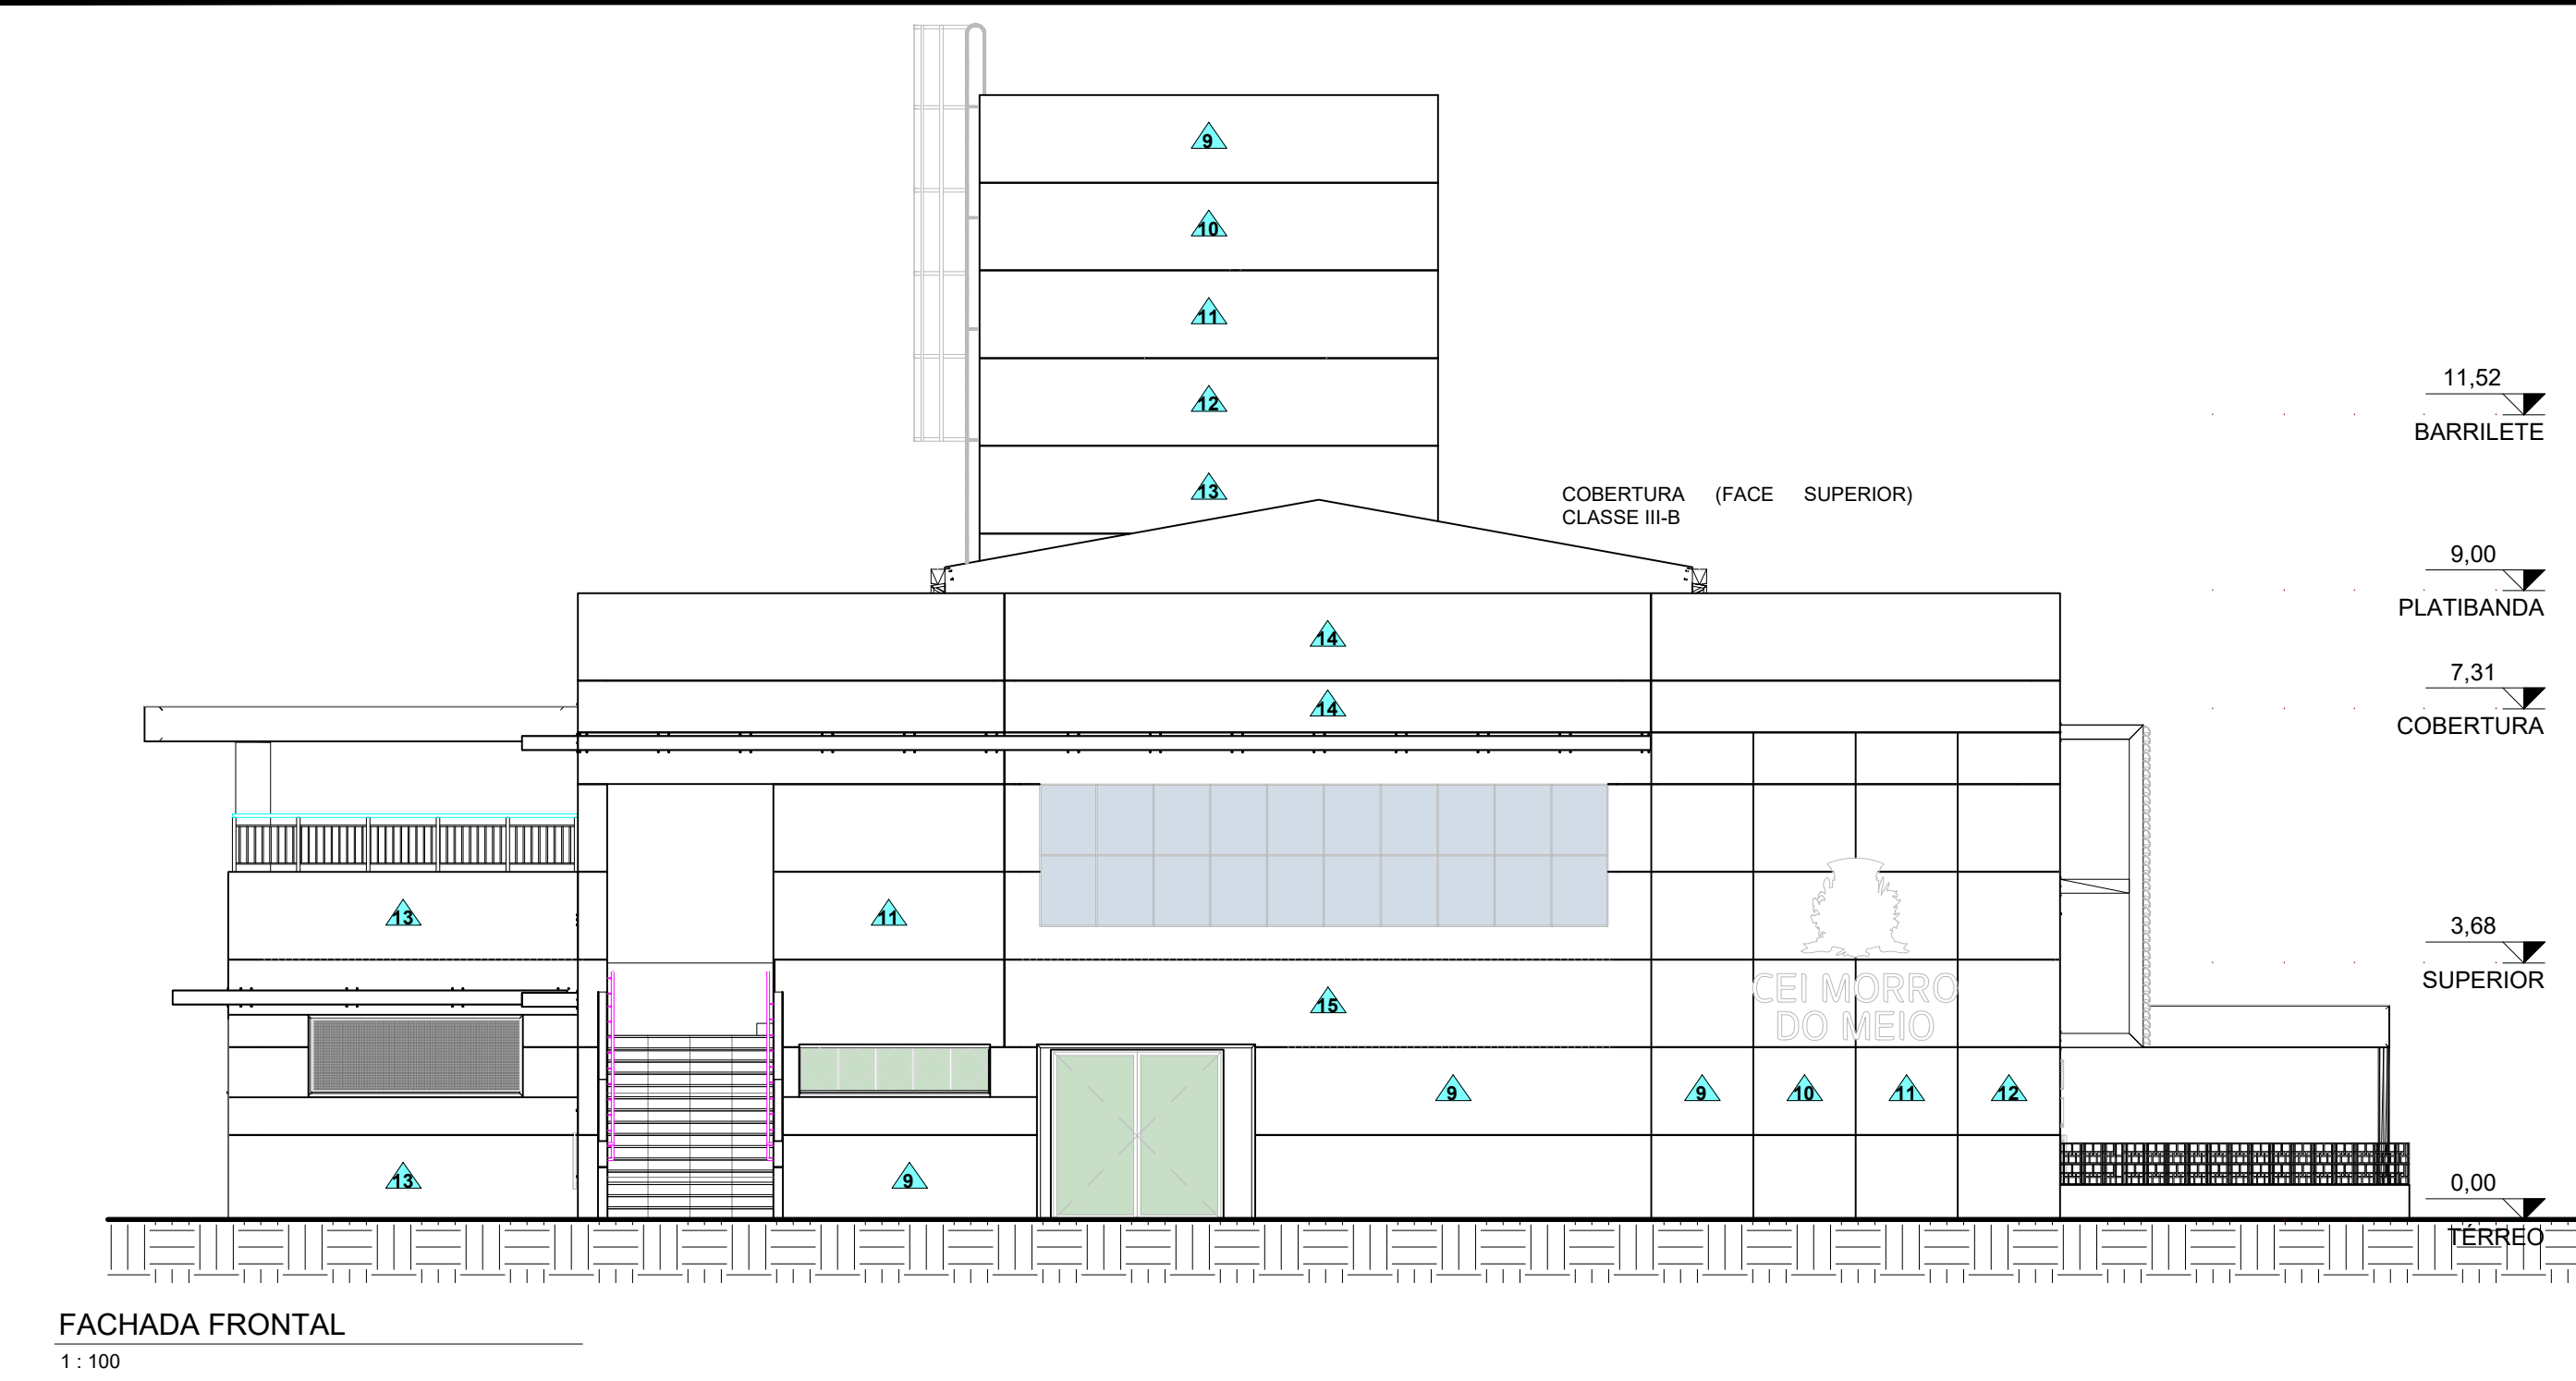 9
10
11
11,52
BARRILETE
12
13
COBERTURA (FACE SUPERIOR)
CLASSE III-B
9,00
PLATIBANDA
14
7,31
COBERTURA
14
13
11
3,68
SUPERIOR
CEI MORRO
DO MEIO
15
9
9
10
11
12
13
9
0,00
TÉRREO
FACHADA FRONTAL
1 : 100